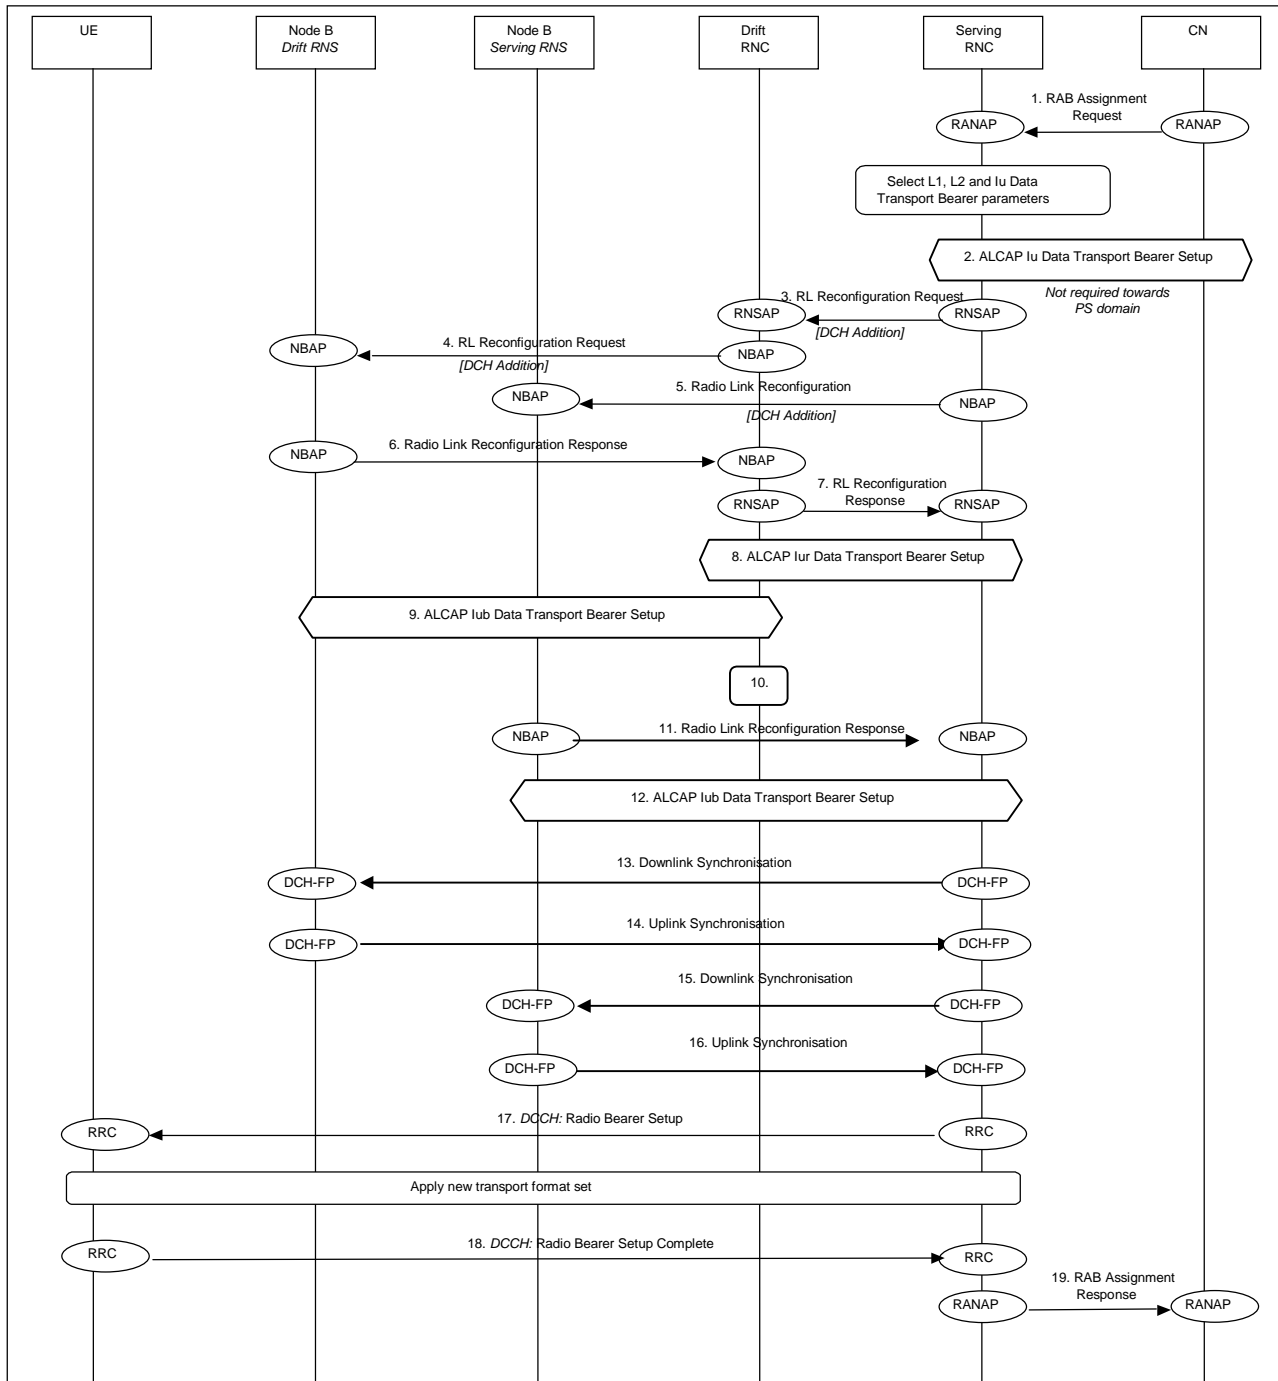 UE
Node B
Drift RNS
Node B
Serving RNS
Drift
RNC
Serving
RNC
CN
1. RAB Assignment
Request
RANAP
RANAP
Select L1, L2 and Iu Data
Transport Bearer parameters
2. ALCAP Iu Data Transport Bearer Setup
Not required towards
PS domain
3. RL Reconfiguration Request
RNSAP
RNSAP
[DCH Addition]
4. RL Reconfiguration Request
NBAP
NBAP
[DCH Addition]
5. Radio Link Reconfiguration
NBAP
NBAP
[DCH Addition]
6. Radio Link Reconfiguration Response
NBAP
NBAP
7. RL Reconfiguration
Response
RNSAP
RNSAP
8. ALCAP Iur Data Transport Bearer Setup
9. ALCAP Iub Data Transport Bearer Setup
10.
11. Radio Link Reconfiguration Response
NBAP
NBAP
12. ALCAP Iub Data Transport Bearer Setup
13. Downlink Synchronisation
DCH-FP
DCH-FP
14. Uplink Synchronisation
DCH-FP
DCH-FP
15. Downlink Synchronisation
DCH-FP
DCH-FP
16. Uplink Synchronisation
DCH-FP
DCH-FP
17. DCCH: Radio Bearer Setup
RRC
RRC
Apply new transport format set
18. DCCH: Radio Bearer Setup Complete
RRC
RRC
19. RAB Assignment
Response
RANAP
RANAP